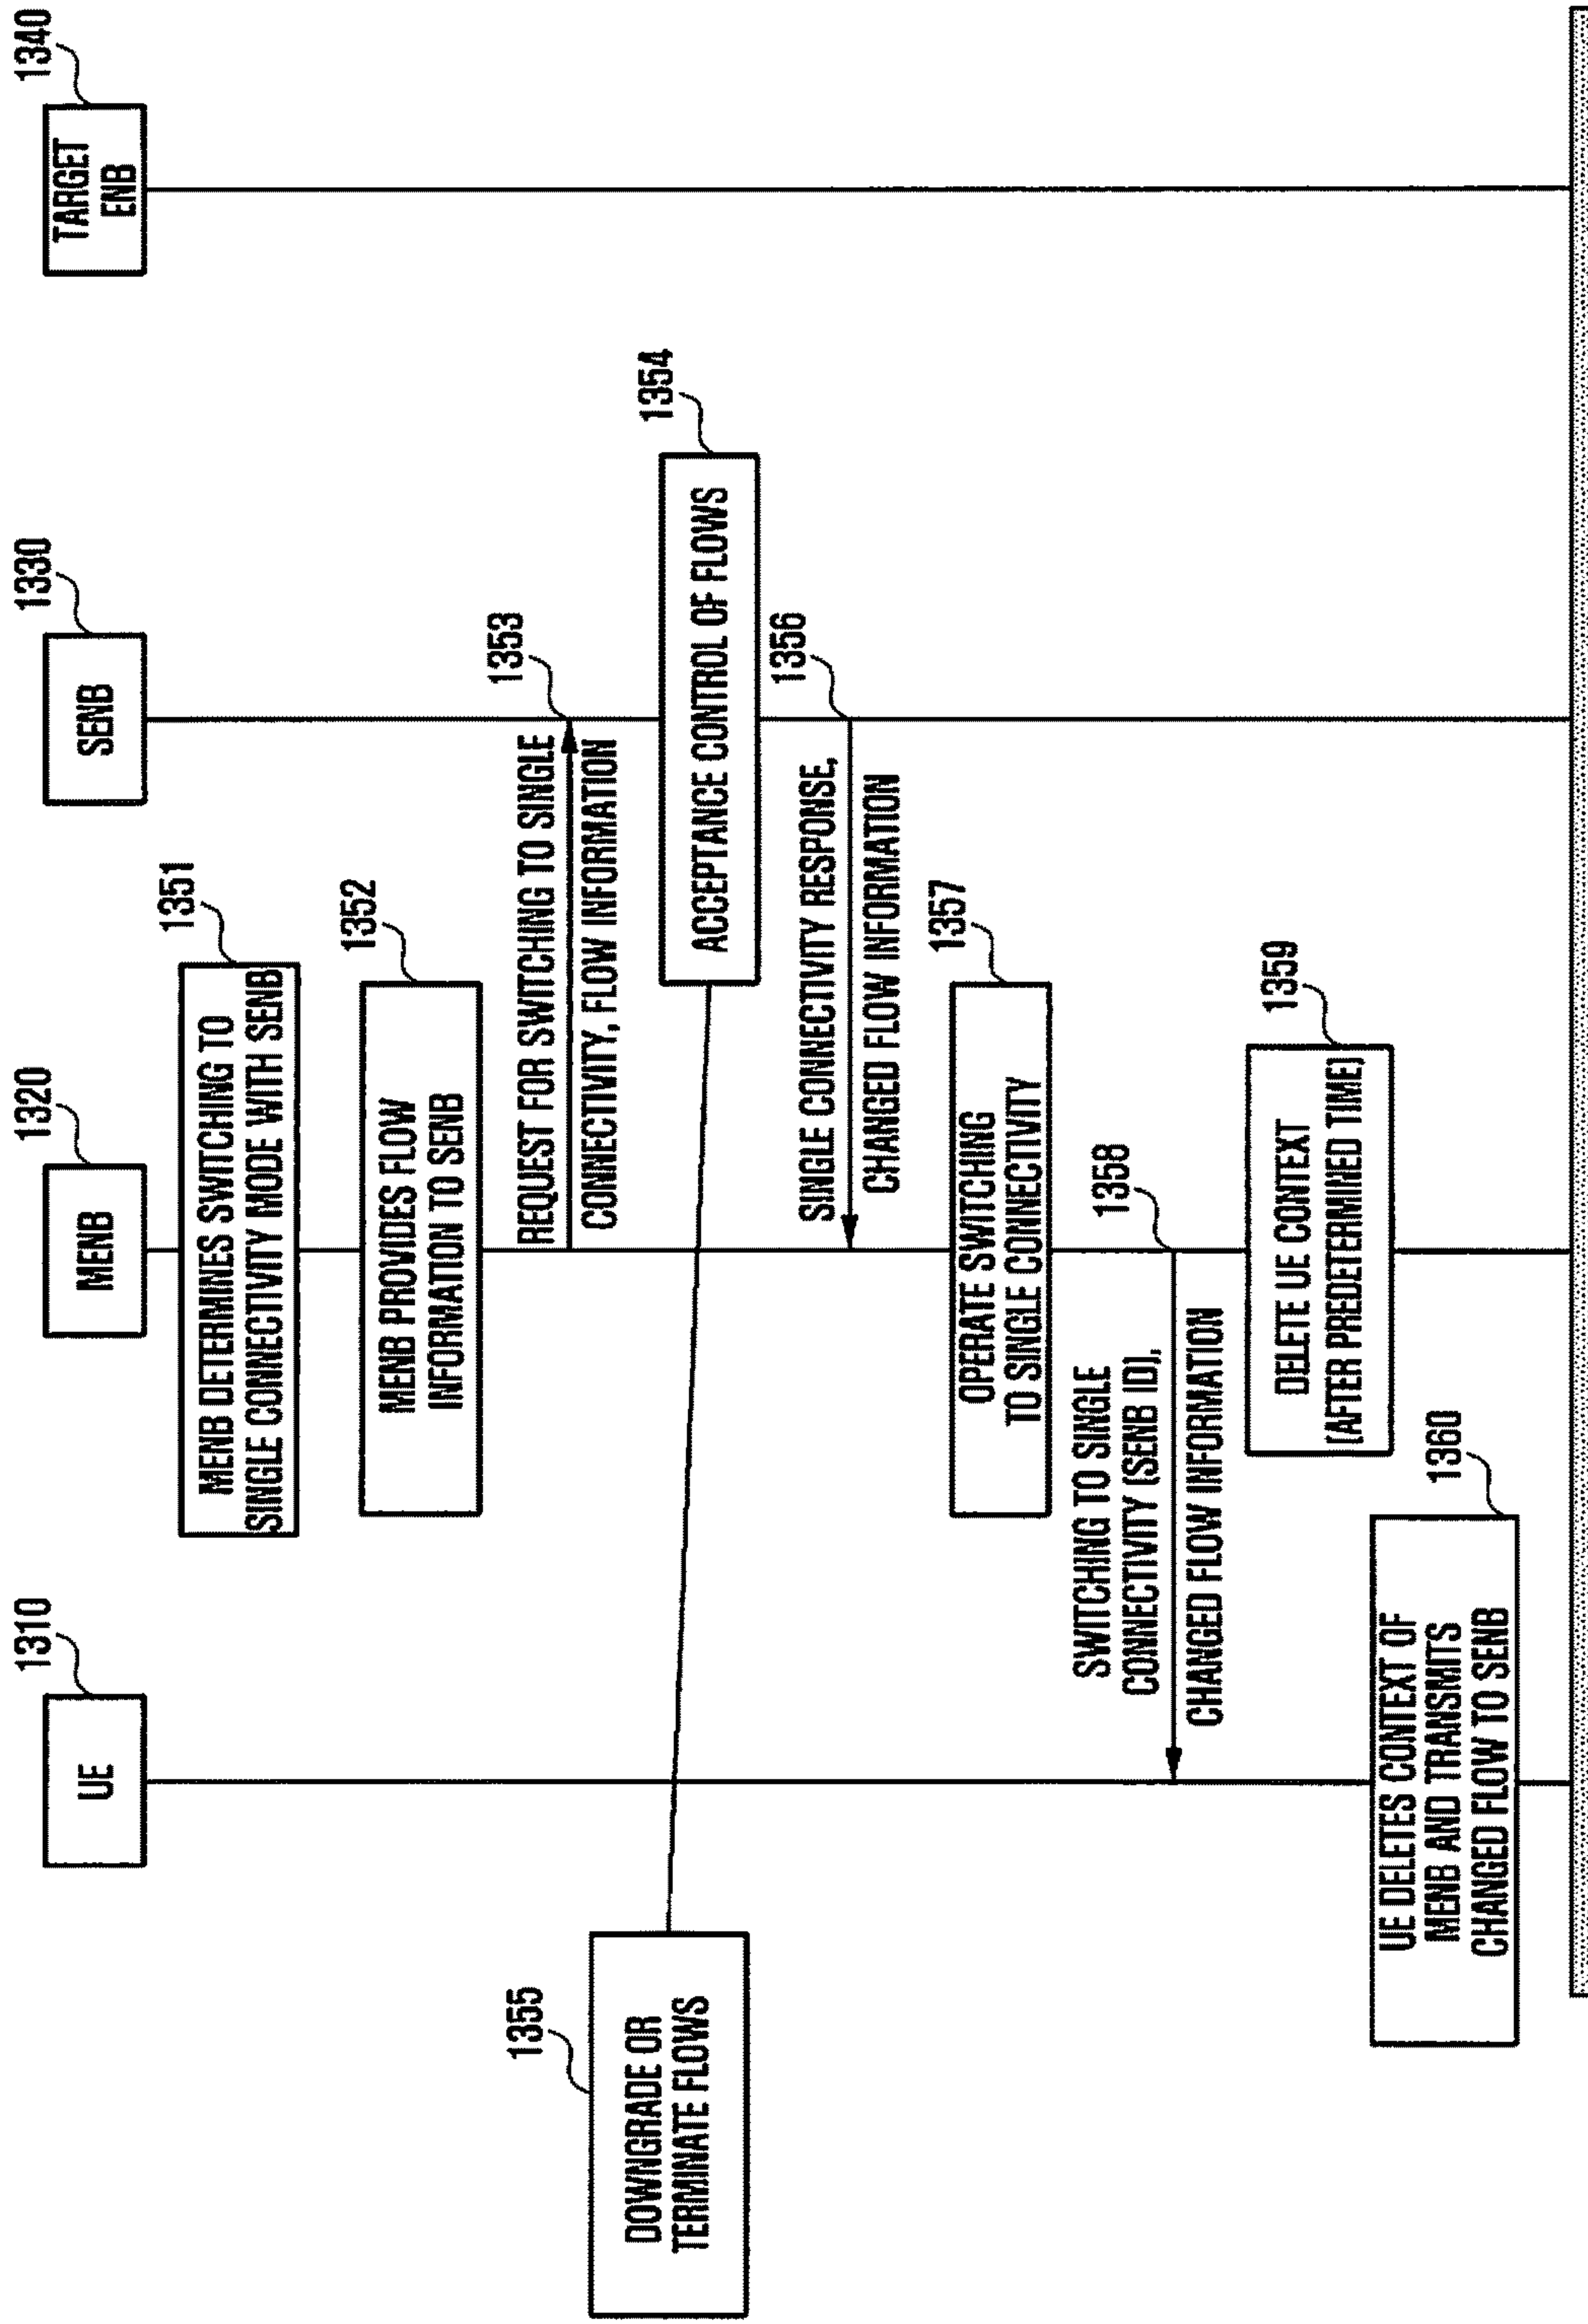 1310
UE
1320
MENB
1330
SENB
1340
TARGET
ENB
1351
MENB DETERMINES SWITCHING TO
SINGLE CONNECTIVITY MODE WITH SENB
1352
MENB PROVIDES FLOW
INFORMATION TO SENB
1353
REQUEST FOR SWITCHING TO SINGLE
CONNECTIVITY, FLOW INFORMATION
1354
ACCEPTANCE CONTROL OF FLOWS
1355
DOWNGRADE OR
TERMINATE FLOWS
1356
SINGLE CONNECTIVITY RESPONSE,
CHANGED FLOW INFORMATION
1357
OPERATE SWITCHING
TO SINGLE CONNECTIVITY
1358
SWITCHING TO SINGLE
CONNECTIVITY (SENB ID),
CHANGED FLOW INFORMATION
1359
DELETE UE CONTEXT
(AFTER PREDETERMINED TIME)
1360
UE DELETES CONTEXT OF
MENB AND TRANSMITS
CHANGED FLOW TO SENB